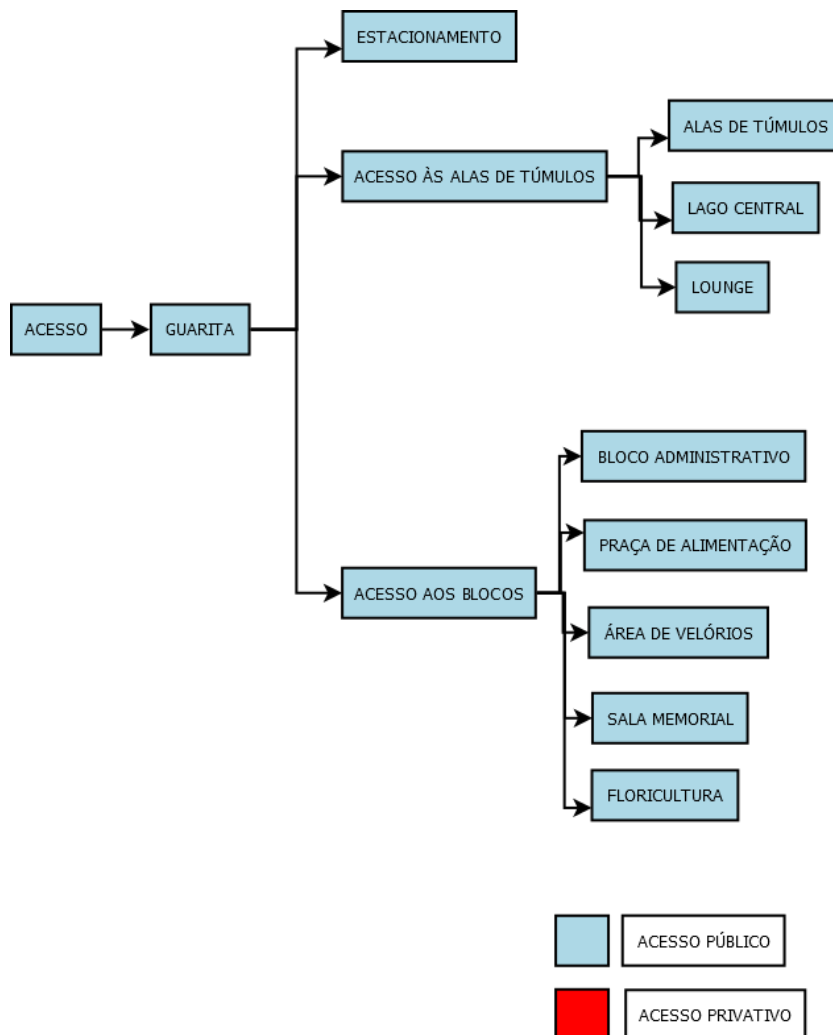 ESTACIONAMENTO
ALAS DE TÚMULOS
ACESSO ÀS ALAS DE TÚMULOS
LAGO CENTRAL
LOUNGE
ACESSO
GUARITA
BLOCO ADMINISTRATIVO
PRAÇA DE ALIMENTAÇÃO
ACESSO AOS BLOCOS
ÁREA DE VELÓRIOS
SALA MEMORIAL
FLORICULTURA
ACESSO PÚBLICO
ACESSO PRIVATIVO